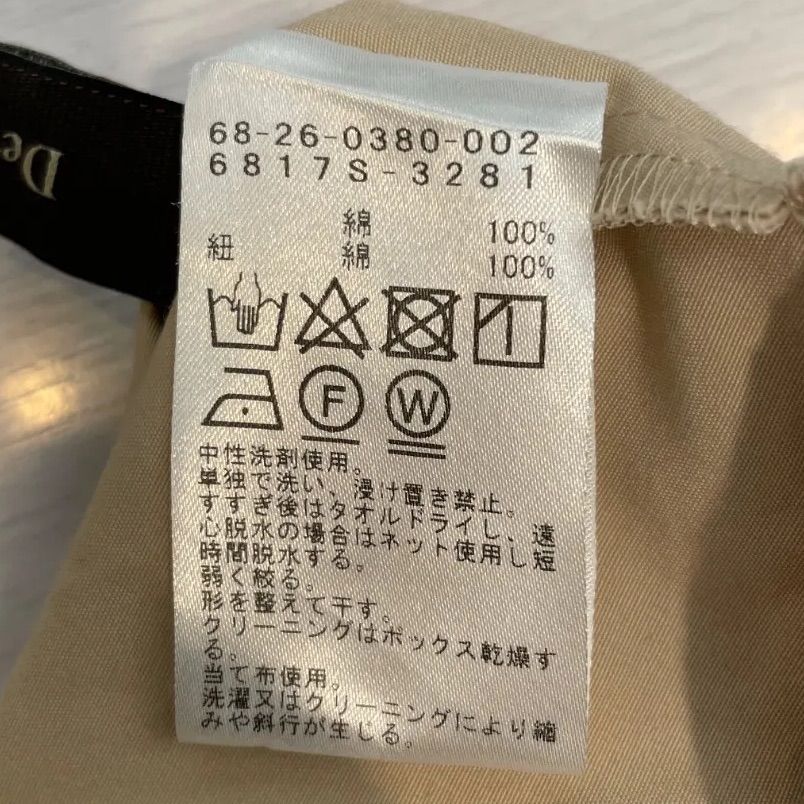 De
68-26-0380-002
6817S-3281
綿 100%
紐 綿 100%
F
W
中性洗剤使用。
単独で洗い、浸け置き禁止。
すすぎ後はタオルドライし、遠
心脱水の場合はネット使用し短
時間脱水する。
弱く絞る。
形を整えて干す。
クリーニングはボックス乾燥す
る。
当て布使用。
洗濯又はクリーニングにより縮
みや斜行が生じる。